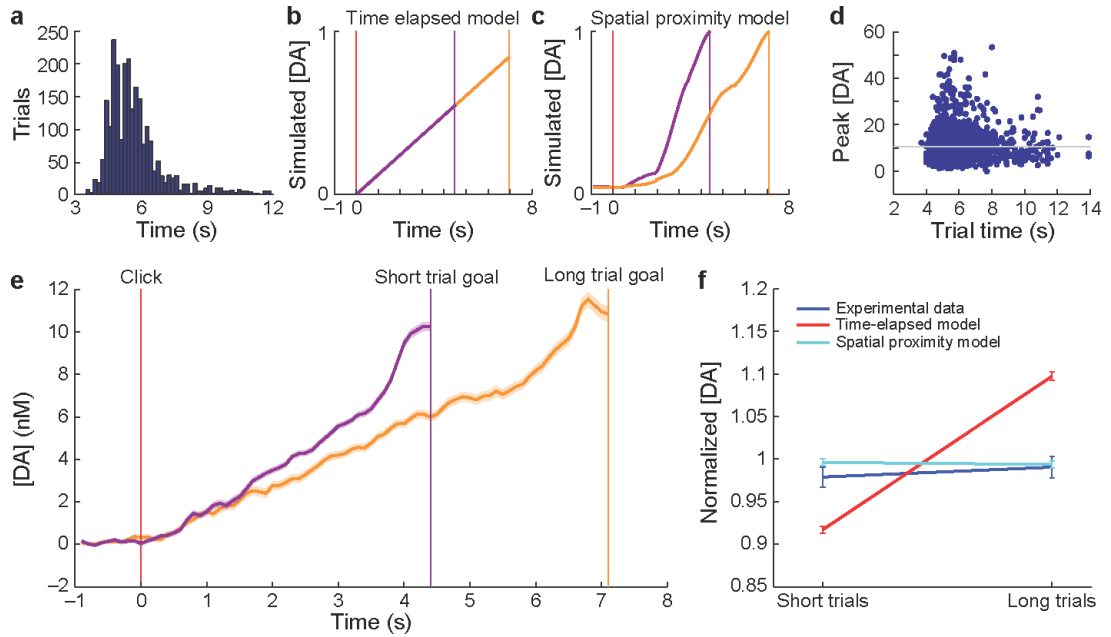 a
Trials
250
200
150
100
50
0
3 6 9 12
Time (s)
b
Time elapsed model
Simulated [DA]
1
0
–1 0 8
Time (s)
c
Spatial proximity model
Simulated [DA]
1
0
–1 0 8
Time (s)
d
Peak [DA]
60
40
20
10
0
2 4 6 8 10 12 14
Trial time (s)
e
Click Short trial goal Long trial goal
[DA] (nM)
12
10
8
6
4
2
0
–2
–1 0 1 2 3 4 5 6 7 8
Time (s)
f
Normalized [DA]
1.2
1.15
1.1
1.05
1
0.95
0.9
0.85
Experimental data
Time-elapsed model
Spatial proximity model
Short trials Long trials